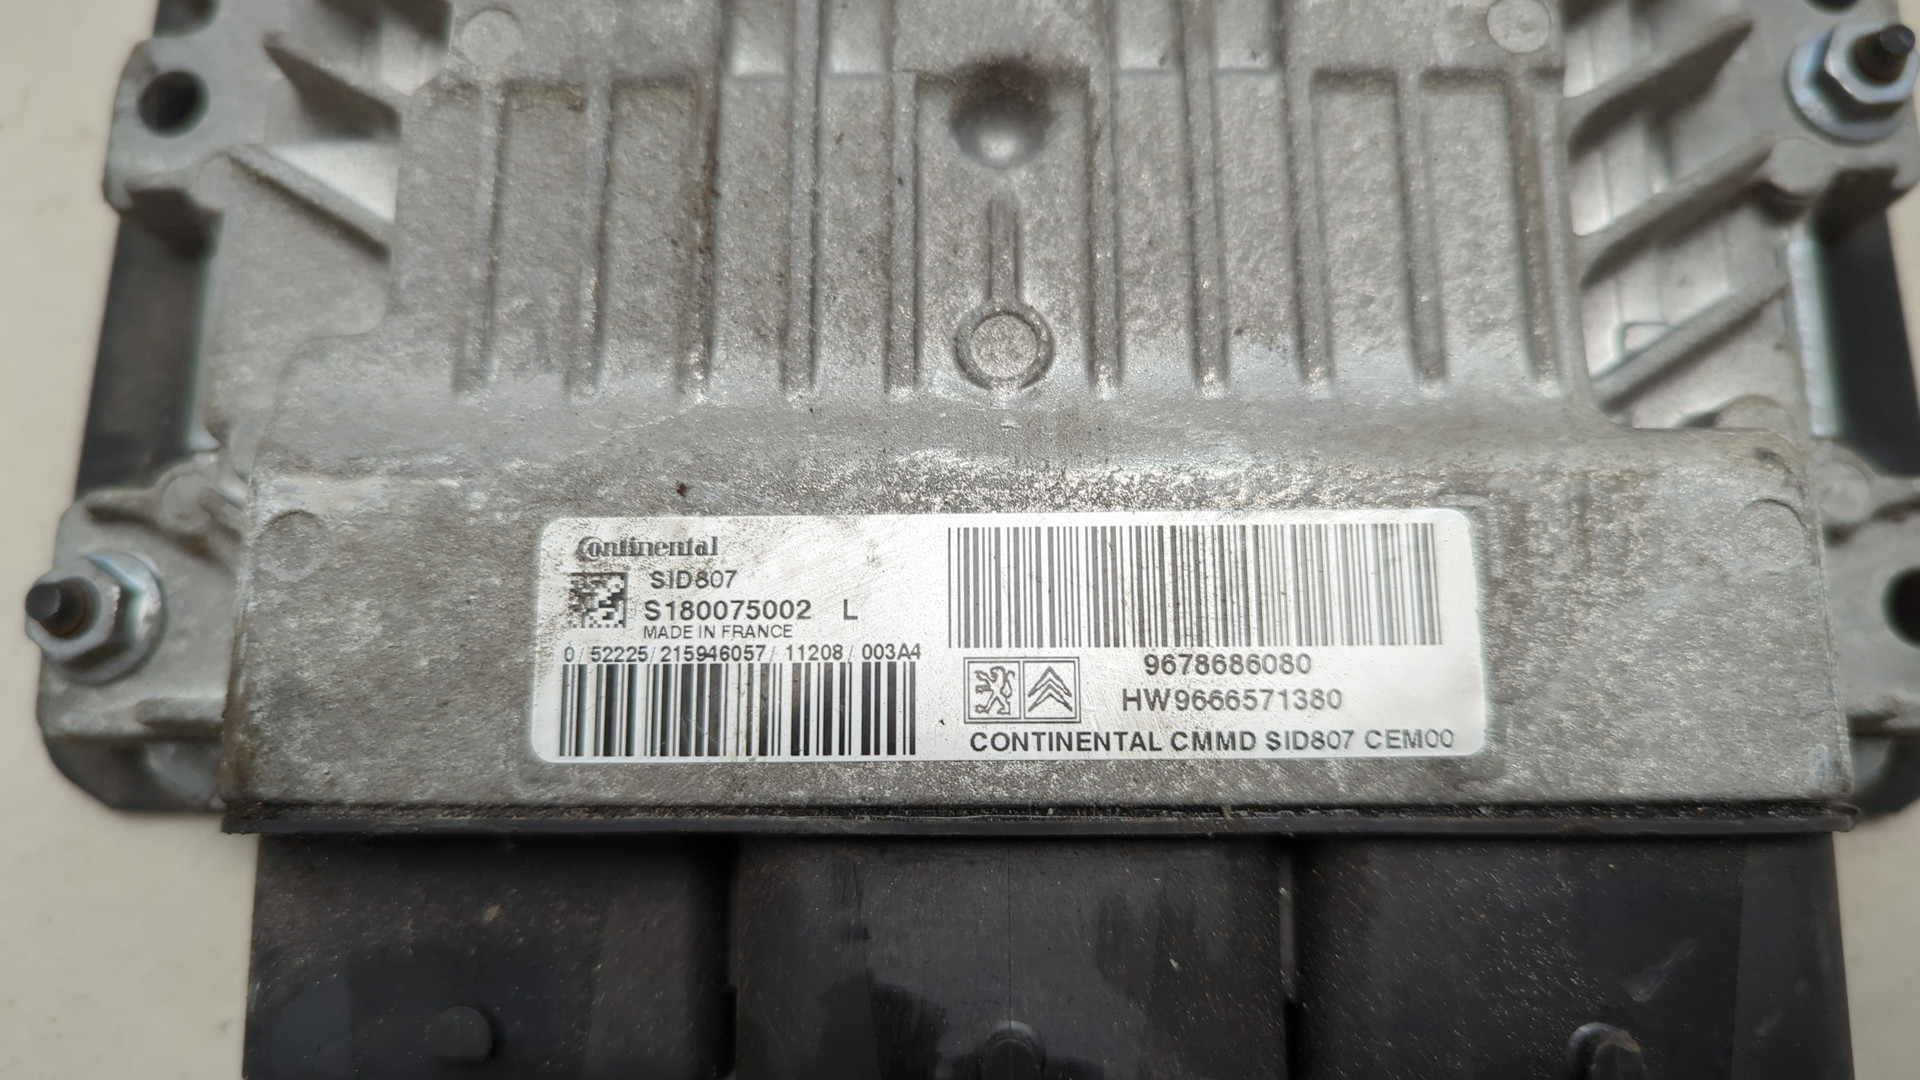 Continental
SID807
S180075002 L
MADE IN FRANCE
0/52225/215946057/11208/003A4
9678686080
HW9666571380
CONTINENTAL CMMD SID807 CEM00